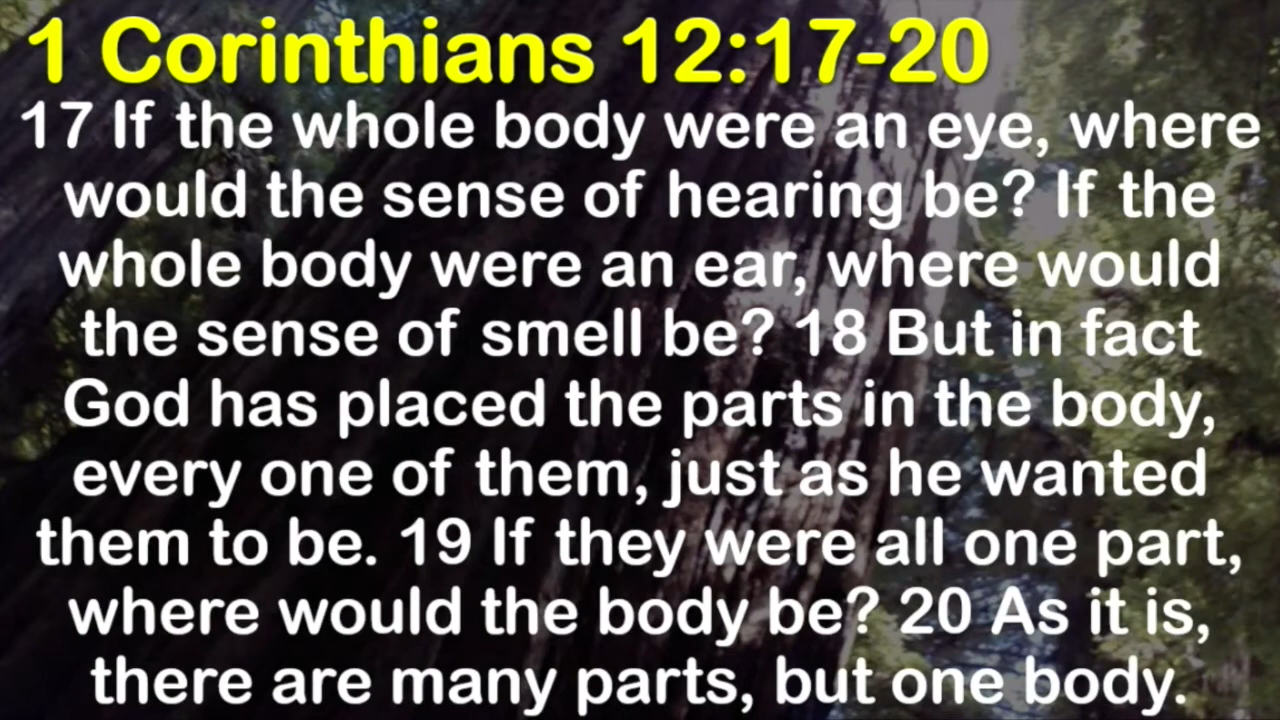 1 Corinthians 12:17-20
17 If the whole body were an eye, where
would the sense of hearing be? If the
whole body were an ear, where would
the sense of smell be? 18 But in fact
God has placed the parts in the body,
every one of them, just as he wanted
them to be. 19 If they were all one part,
where would the body be? 20 As it is,
there are many parts, but one body.